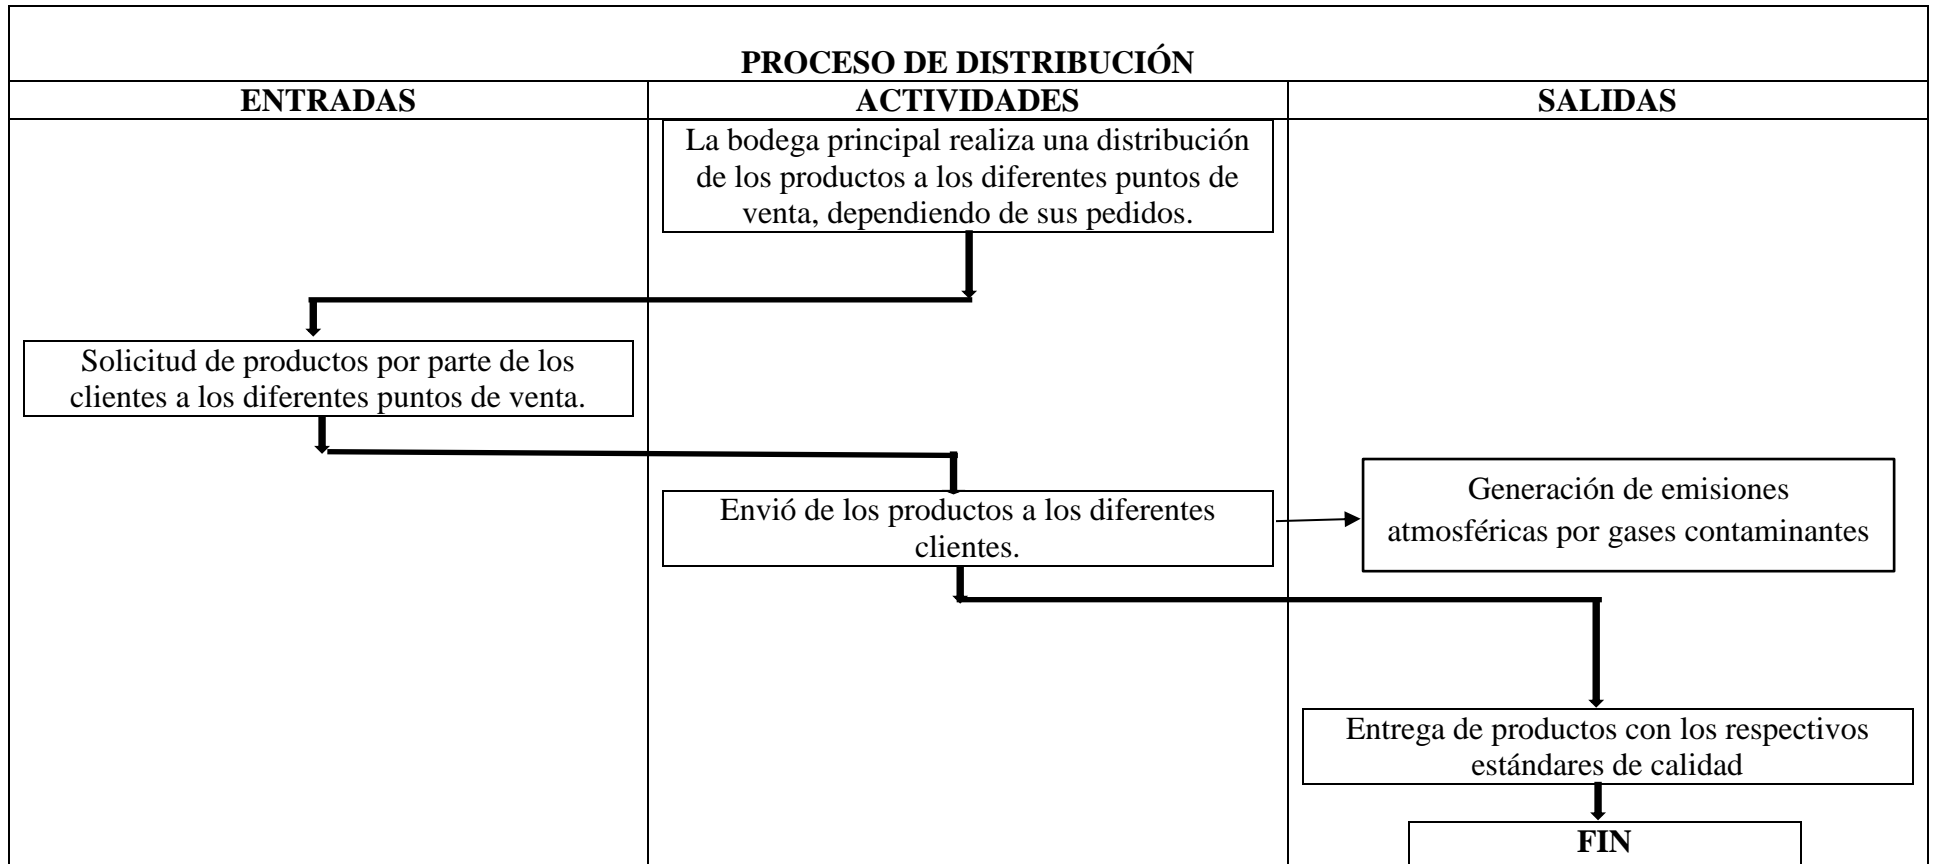 PROCESO DE DISTRIBUCIÓN
ENTRADAS
ACTIVIDADES
SALIDAS
La bodega principal realiza una distribución
de los productos a los diferentes puntos de
venta, dependiendo de sus pedidos.
Solicitud de productos por parte de los
clientes a los diferentes puntos de venta.
Envió de los productos a los diferentes
clientes.
Generación de emisiones
atmosféricas por gases contaminantes
Entrega de productos con los respectivos
estándares de calidad
FIN